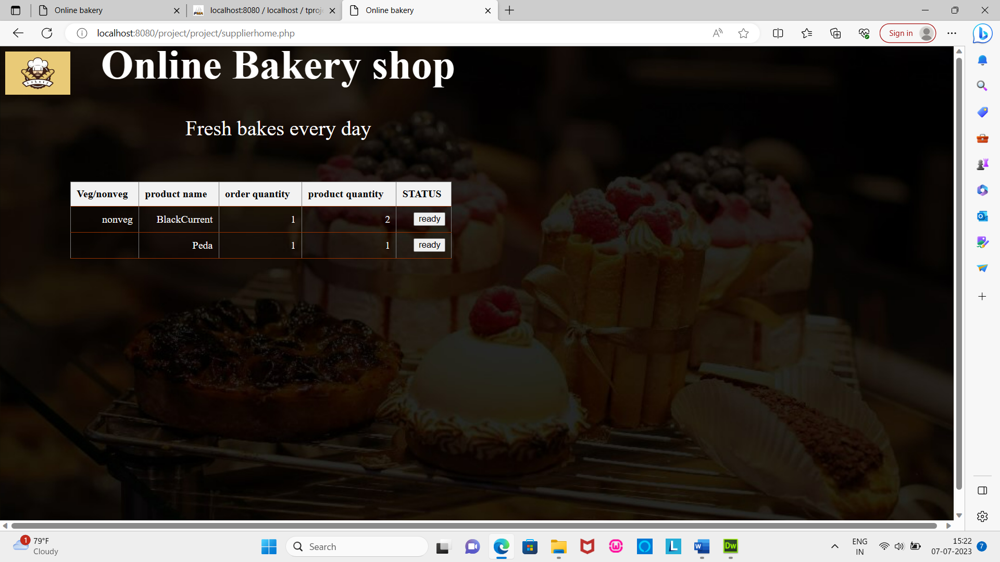 Online bakery
localhost:8080 / localhost / tproj
Online bakery
localhost:8080/project/project/supplierhome.php
Sign in
bakery
Online Bakery shop
Fresh bakes every day
Veg/nonveg product name order quantity product quantity STATUS
nonveg BlackCurrent 1 2 ready
Peda 1 1 ready
1
79°F
Cloudy
Search
Dw
ENG
IN
15:22
07-07-2023
7